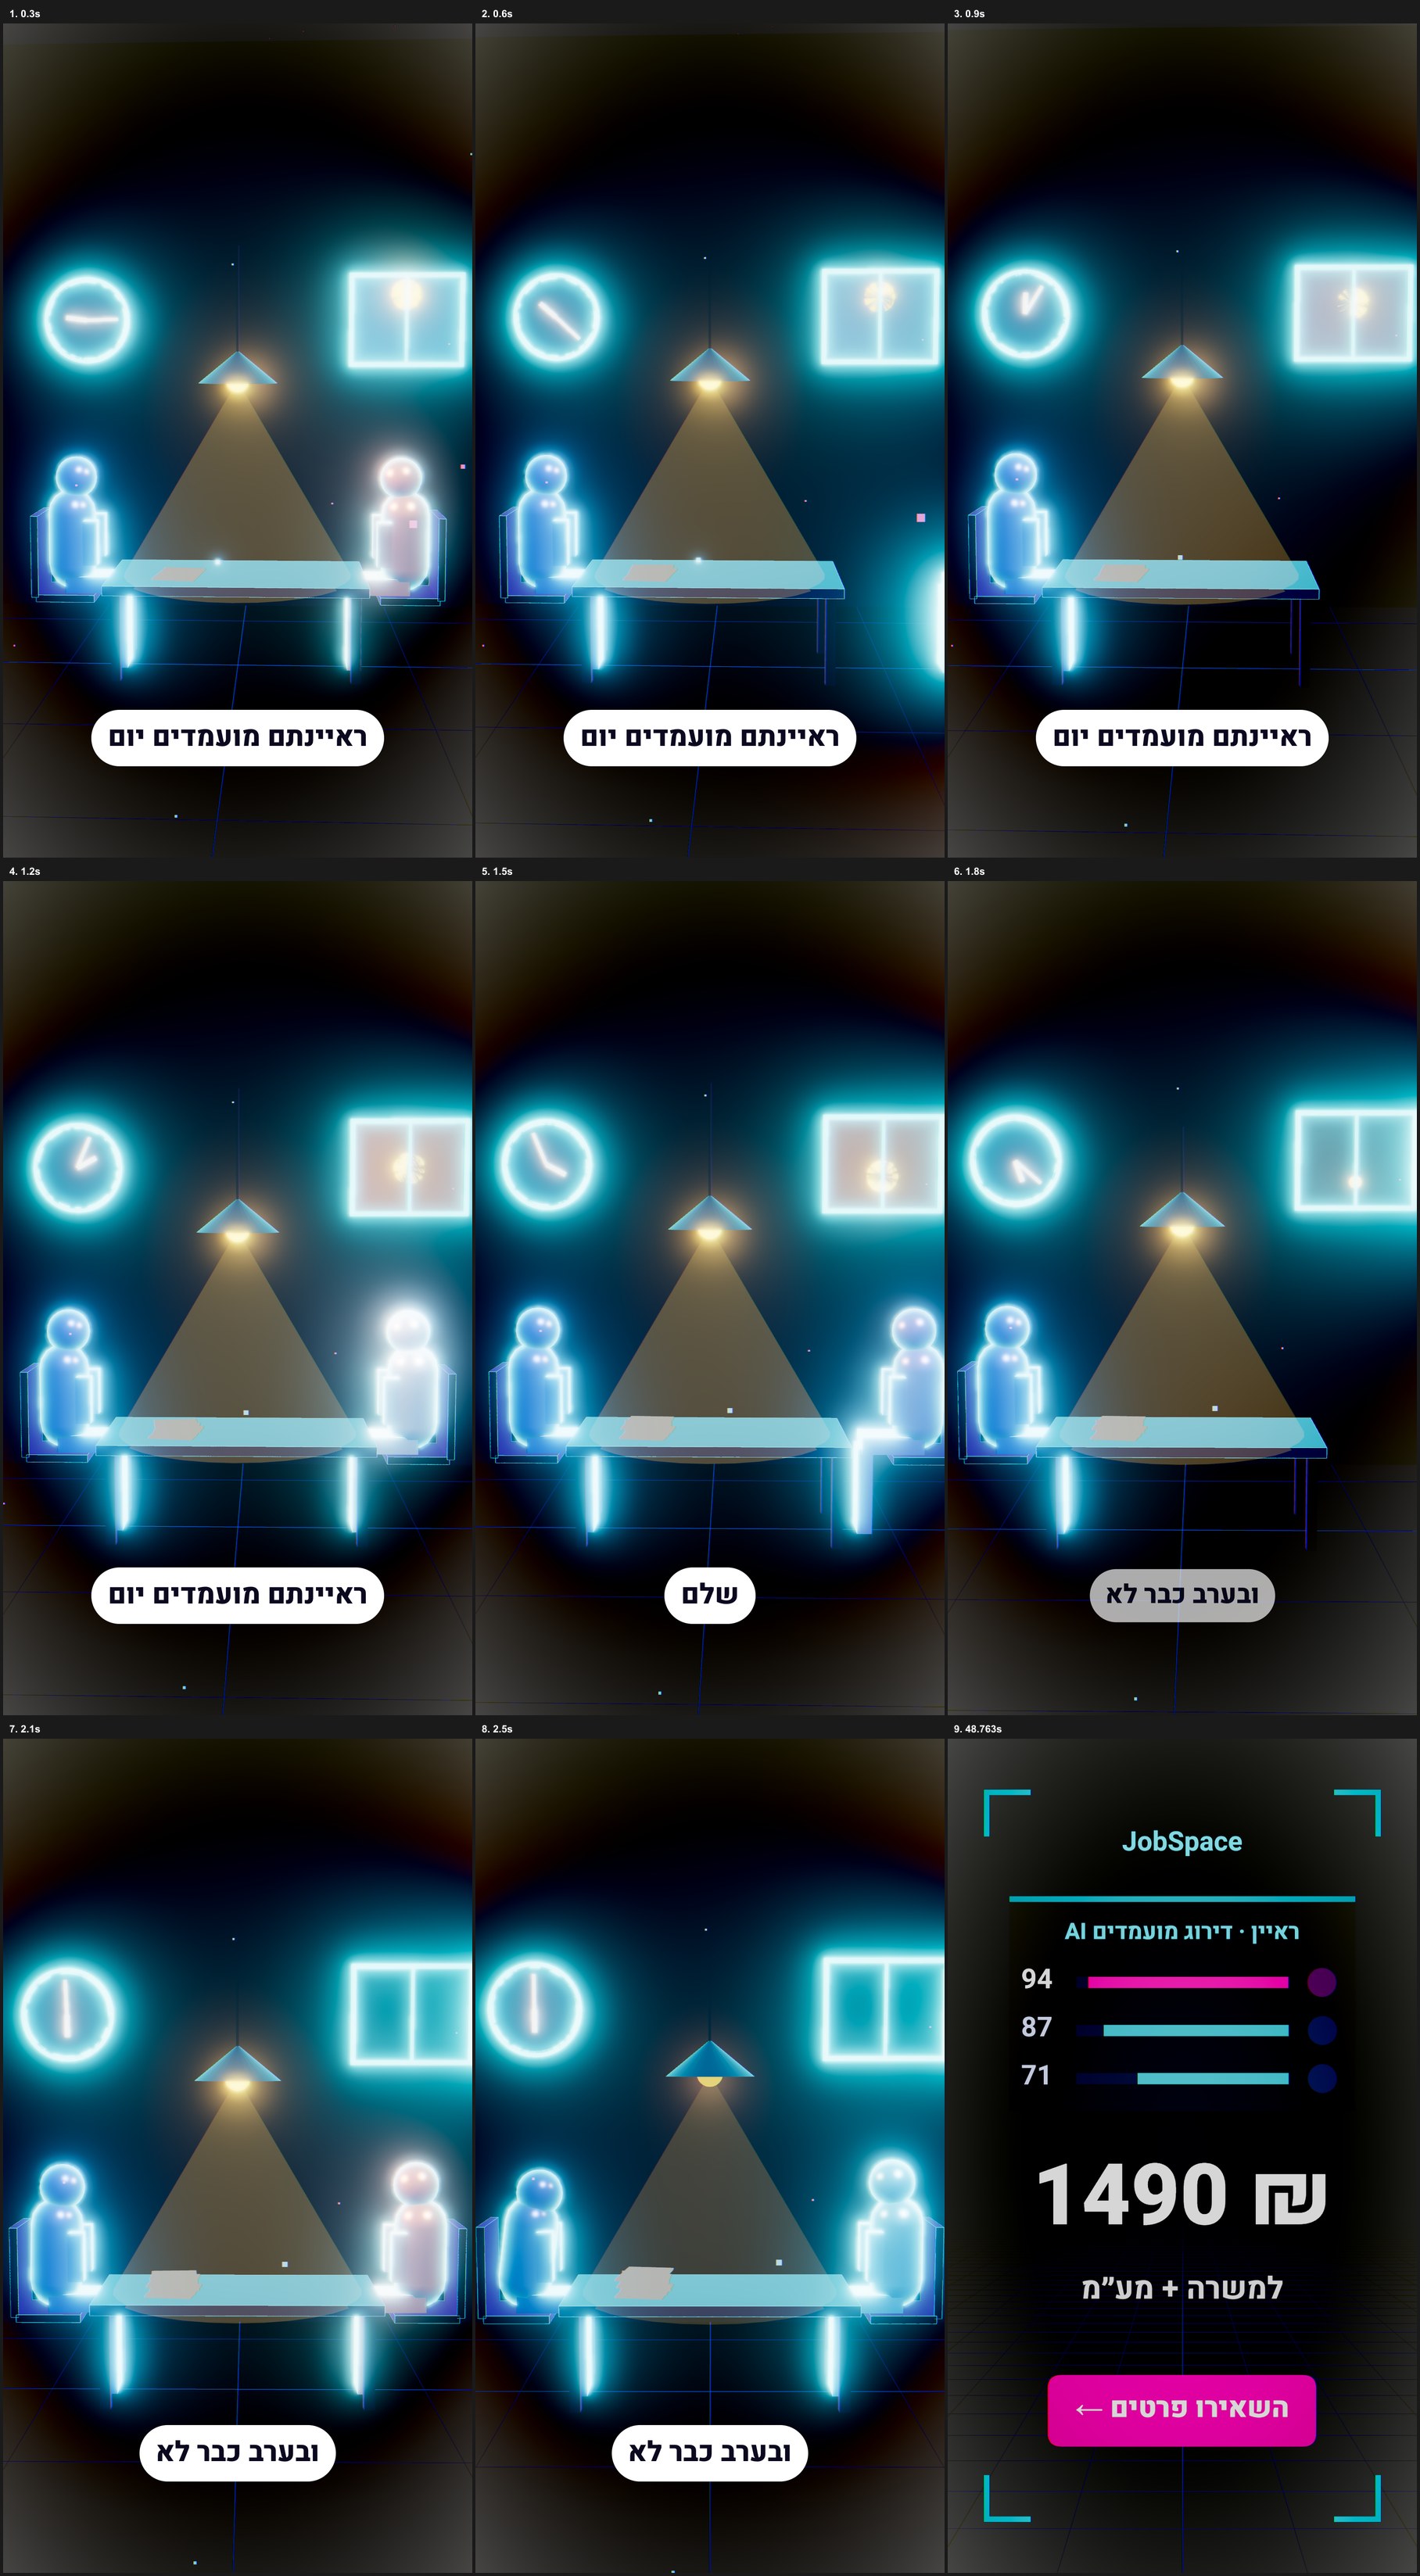 1. 0.3s
ראיינתם מועמדים יום
2. 0.6s
ראיינתם מועמדים יום
3. 0.9s
ראיינתם מועמדים יום
4. 1.2s
ראיינתם מועמדים יום
5. 1.5s
שלם
6. 1.8s
ובערב כבר לא
7. 2.1s
ובערב כבר לא
8. 2.5s
ובערב כבר לא
9. 48.763s
JobSpace
ראיין · דירוג מועמדים AI
94
87
71
1490 ₪
למשרה + מע״מ
השאירו פרטים ←